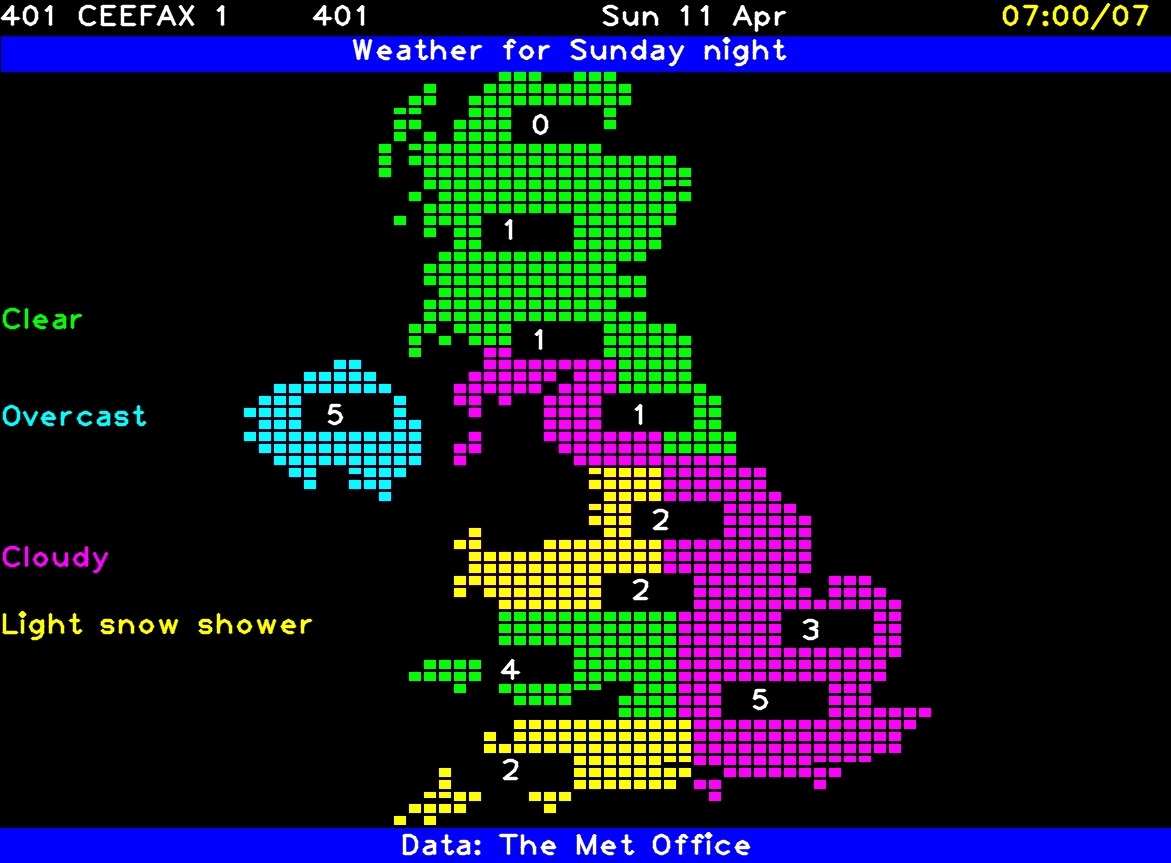 401 CEEFAX 1 401 Sun 11 Apr 07:00/07
Weather for Sunday night
0
1
Clear
1
Overcast
5
1
2
Cloudy
2
Light snow shower
3
4
5
2
Data: The Met Office